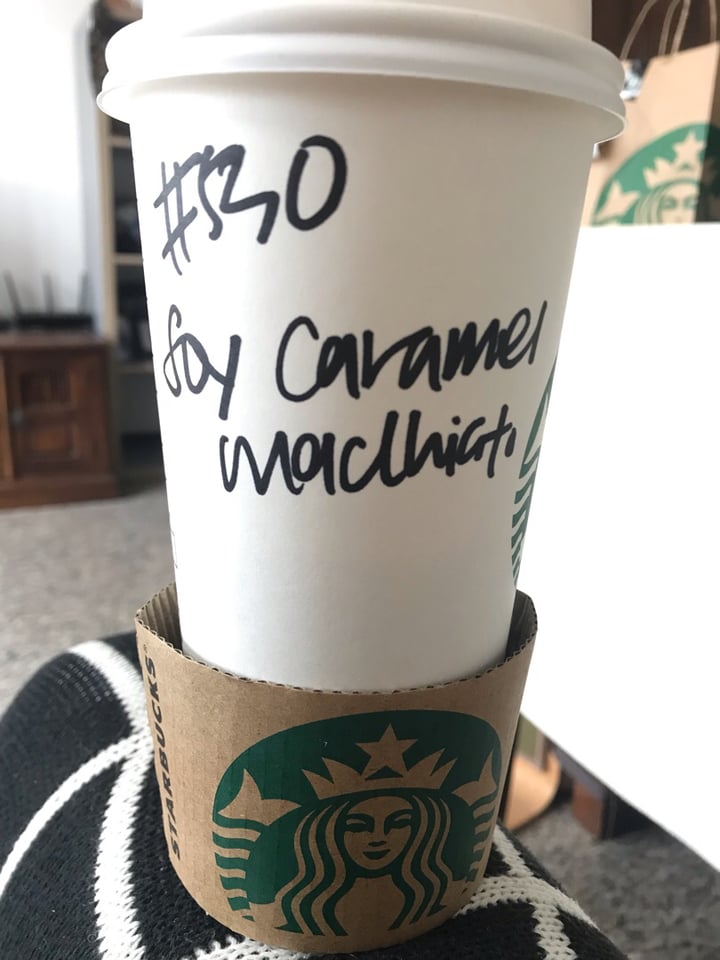 #530
Soy Caramel
Macchiato
STARBUCKS